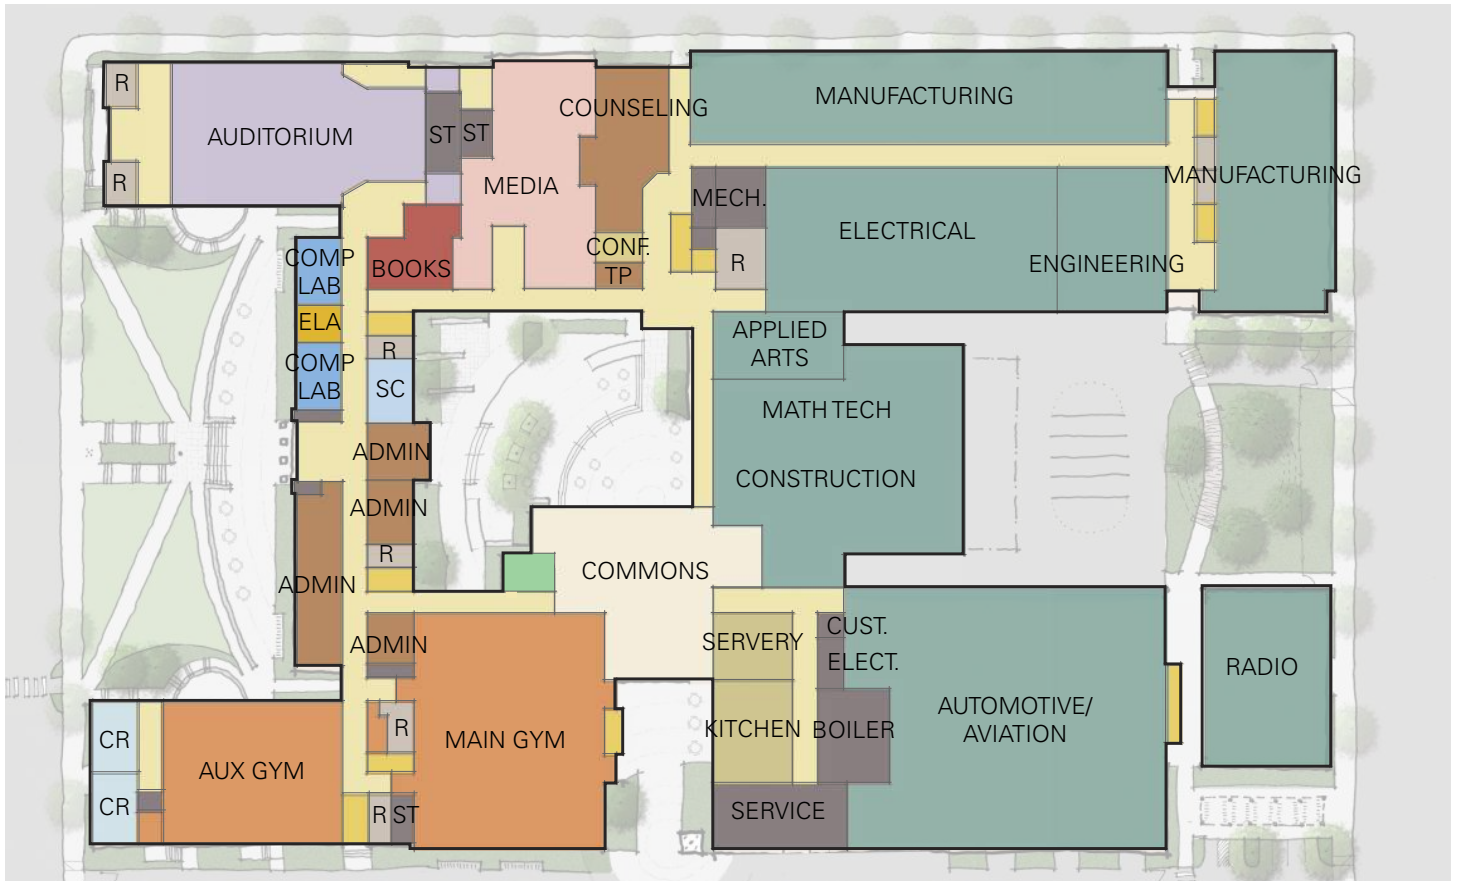 R
AUDITORIUM
R
ST
ST
MEDIA
COUNSELING
MANUFACTURING
MANUFACTURING
MECH.
ELECTRICAL
ENGINEERING
R
CONF.
TP
BOOKS
COMP
LAB
ELA
COMP
LAB
R
SC
ADMIN
ADMIN
R
ADMIN
APPLIED
ARTS
MATH TECH
CONSTRUCTION
COMMONS
ADMIN
SERVERY
CUST.
ELECT.
RADIO
CR
AUX GYM
CR
R
MAIN GYM
KITCHEN
BOILER
AUTOMOTIVE/
AVIATION
R
ST
SERVICE